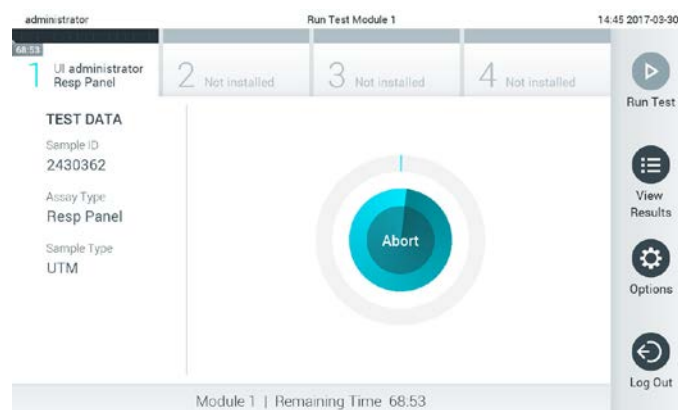 administrator
Run Test Module 1
14:45 2017-03-30
68:53
1
UI administrator
Resp Panel
2 Not installed
3 Not installed
4 Not installed
Run Test
TEST DATA
Sample ID
2430362
Assay Type
Resp Panel
Sample Type
UTM
Abort
View
Results
Options
Log Out
Module 1 | Remaining Time 68:53